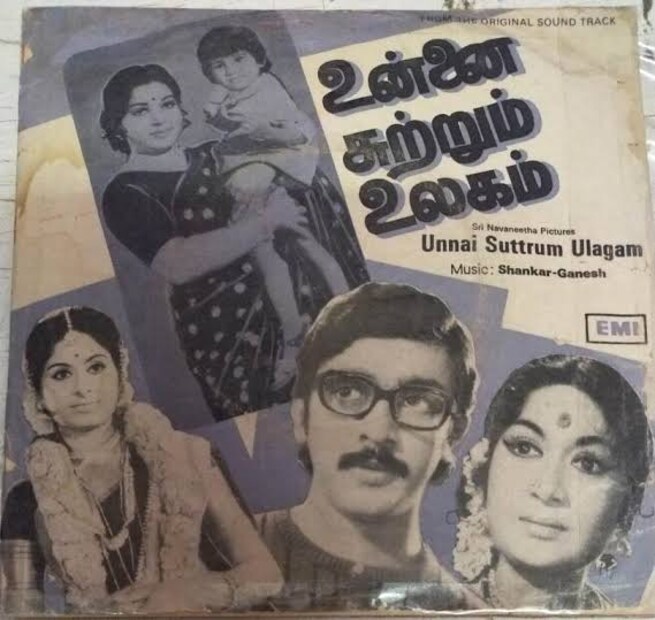 FROM THE ORIGINAL SOUND TRACK
உன்னை
சுற்றும்
உலகம்
Sri Navaneetha Pictures
Unnai Suttrum Ulagam
Music: Shankar-Ganesh
EMI